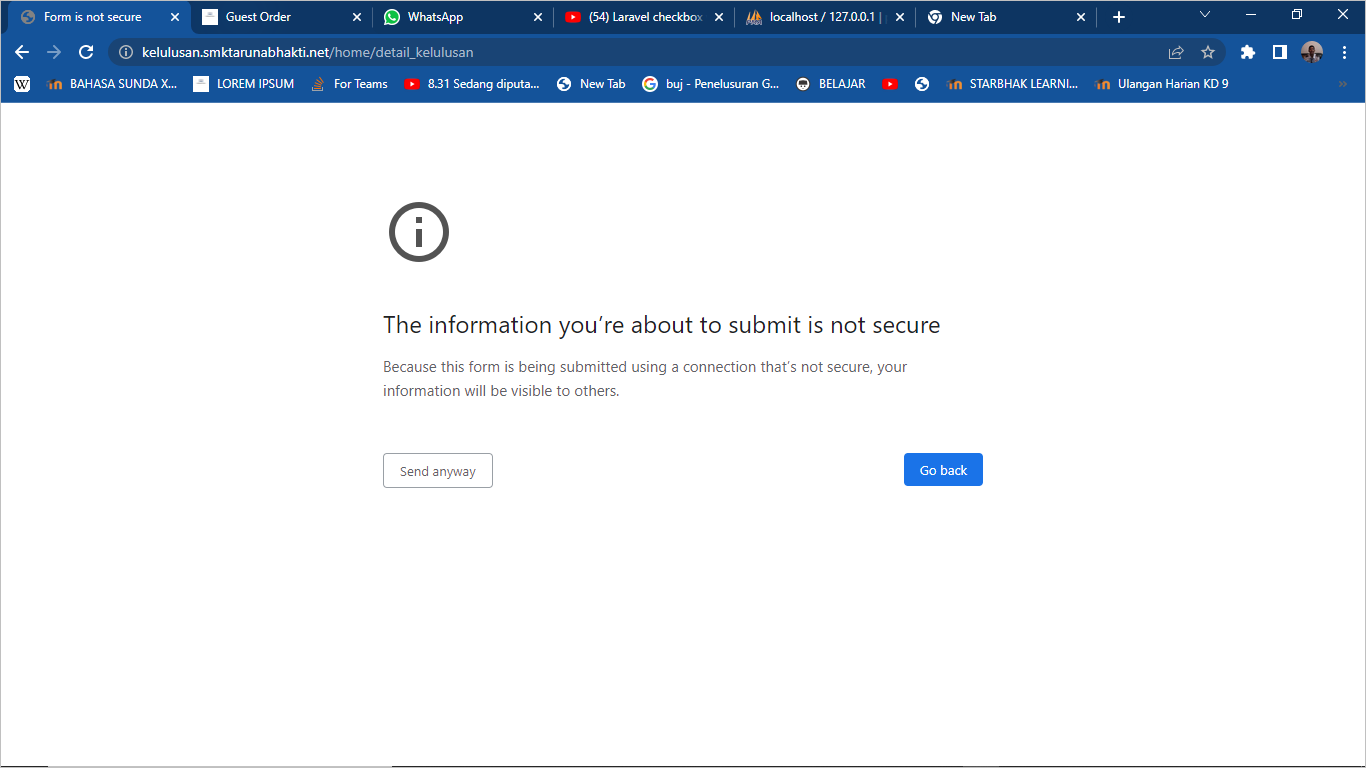 Form is not secure
Guest Order
WhatsApp
(54) Laravel checkbox
localhost / 127.0.0.1 |
New Tab
kelulusan.smktarunabhakti.net/home/detail_kelulusan
W
BAHASA SUNDA X...
LOREM IPSUM
For Teams
8.31 Sedang diputa...
New Tab
buj - Penelusuran G...
BELAJAR
STARBHAK LEARNI...
Ulangan Harian KD 9
»
The information you’re about to submit is not secure
Because this form is being submitted using a connection that’s not secure, your
information will be visible to others.
Send anyway
Go back